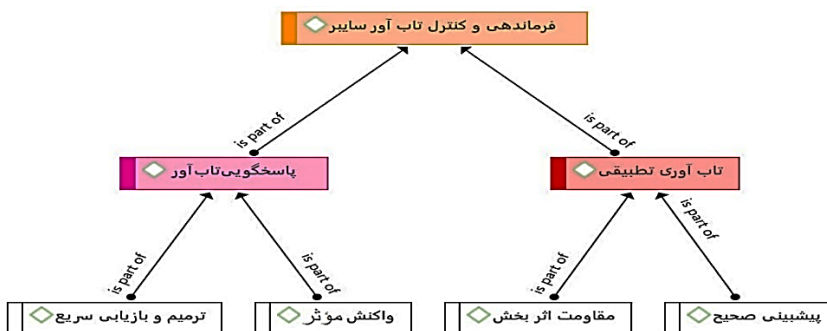 فرماندهی و کنترل تاب آور سایبر
is part of
is part of
تاب آوری تطبیقی
پاسخگویی‌تاب‌آور
is part of
is part of
is part of
is part of
پیشبینی صحیح
مقاومت اثر بخش
واکنش مؤثر
ترمیم و بازیابی سریع